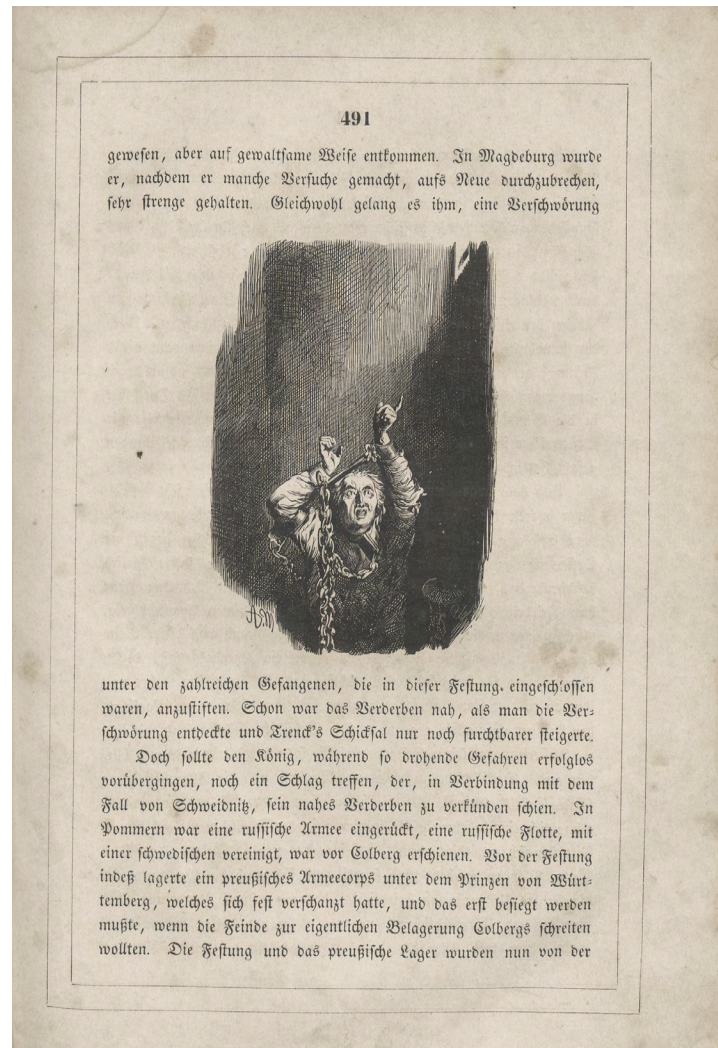 491
gewesen, aber auf gewaltsame Weise entkommen. In Magdeburg wurde
er, nachdem er manche Versuche gemacht, aufs Neue durchzubrechen,
sehr strenge gehalten. Gleichwohl gelang es ihm, eine Verschwörung
A.M
unter den zahlreichen Gefangenen, die in dieser Festung. eingeschlossen
waren, anzustiften. Schon war das Verderben nah, als man die Ver-
schwörung entdeckte und Trenck's Schicksal nur noch furchtbarer steigerte.
Doch sollte den König, während so drohende Gefahren erfolglos
vorübergingen, noch ein Schlag treffen, der, in Verbindung mit dem
Fall von Schweidnitz, sein nahes Verderben zu verkünden schien. In
Pommern war eine russische Armee eingerückt, eine russische Flotte, mit
einer schwedischen vereinigt, war vor Colberg erschienen. Vor der Festung
indeß lagerte ein preußisches Armeecorps unter dem Prinzen von Würt-
temberg, welches sich fest verschanzt hatte, und das erst besiegt werden
mußte, wenn die Feinde zur eigentlichen Belagerung Colbergs schreiten
wollten. Die Festung und das preußische Lager wurden nun von der